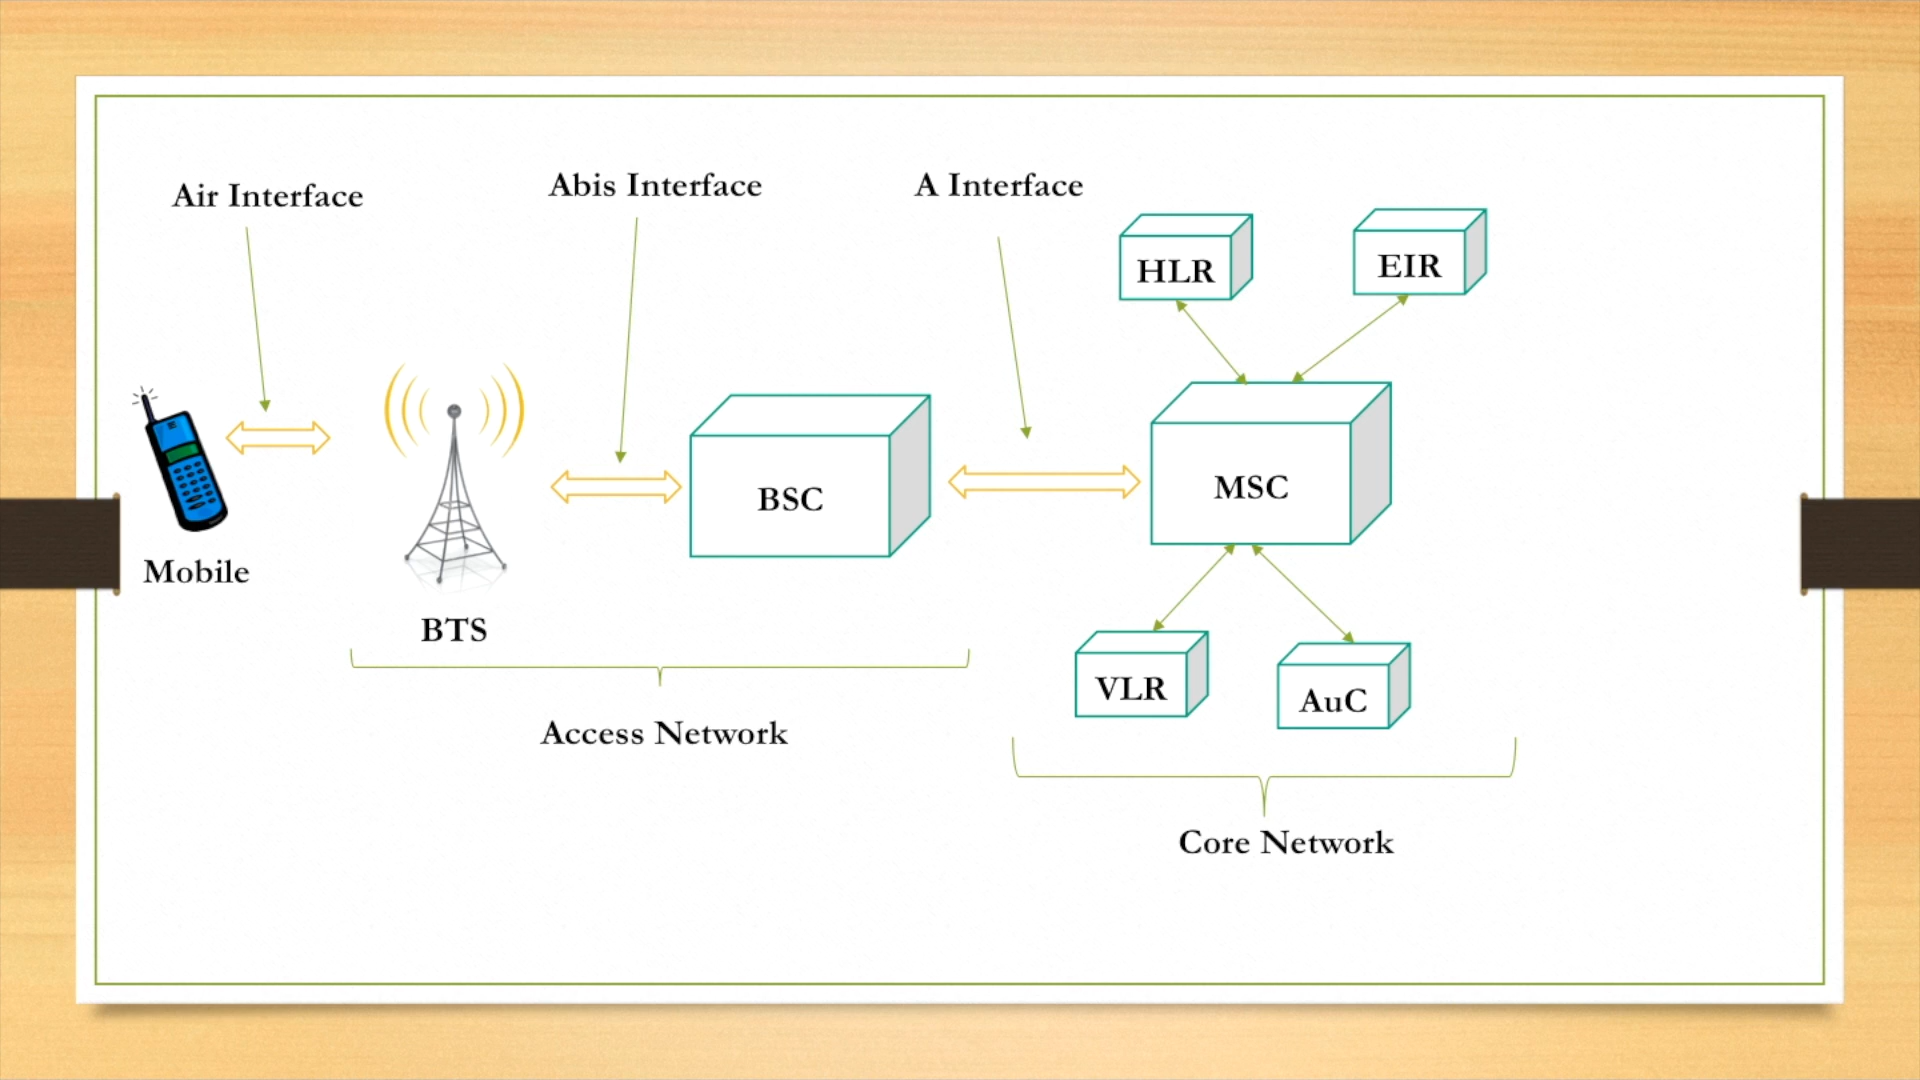 Air Interface
Abis Interface
A Interface
HLR
EIR
MSC
BSC
Mobile
BTS
VLR
AuC
Access Network
Core Network